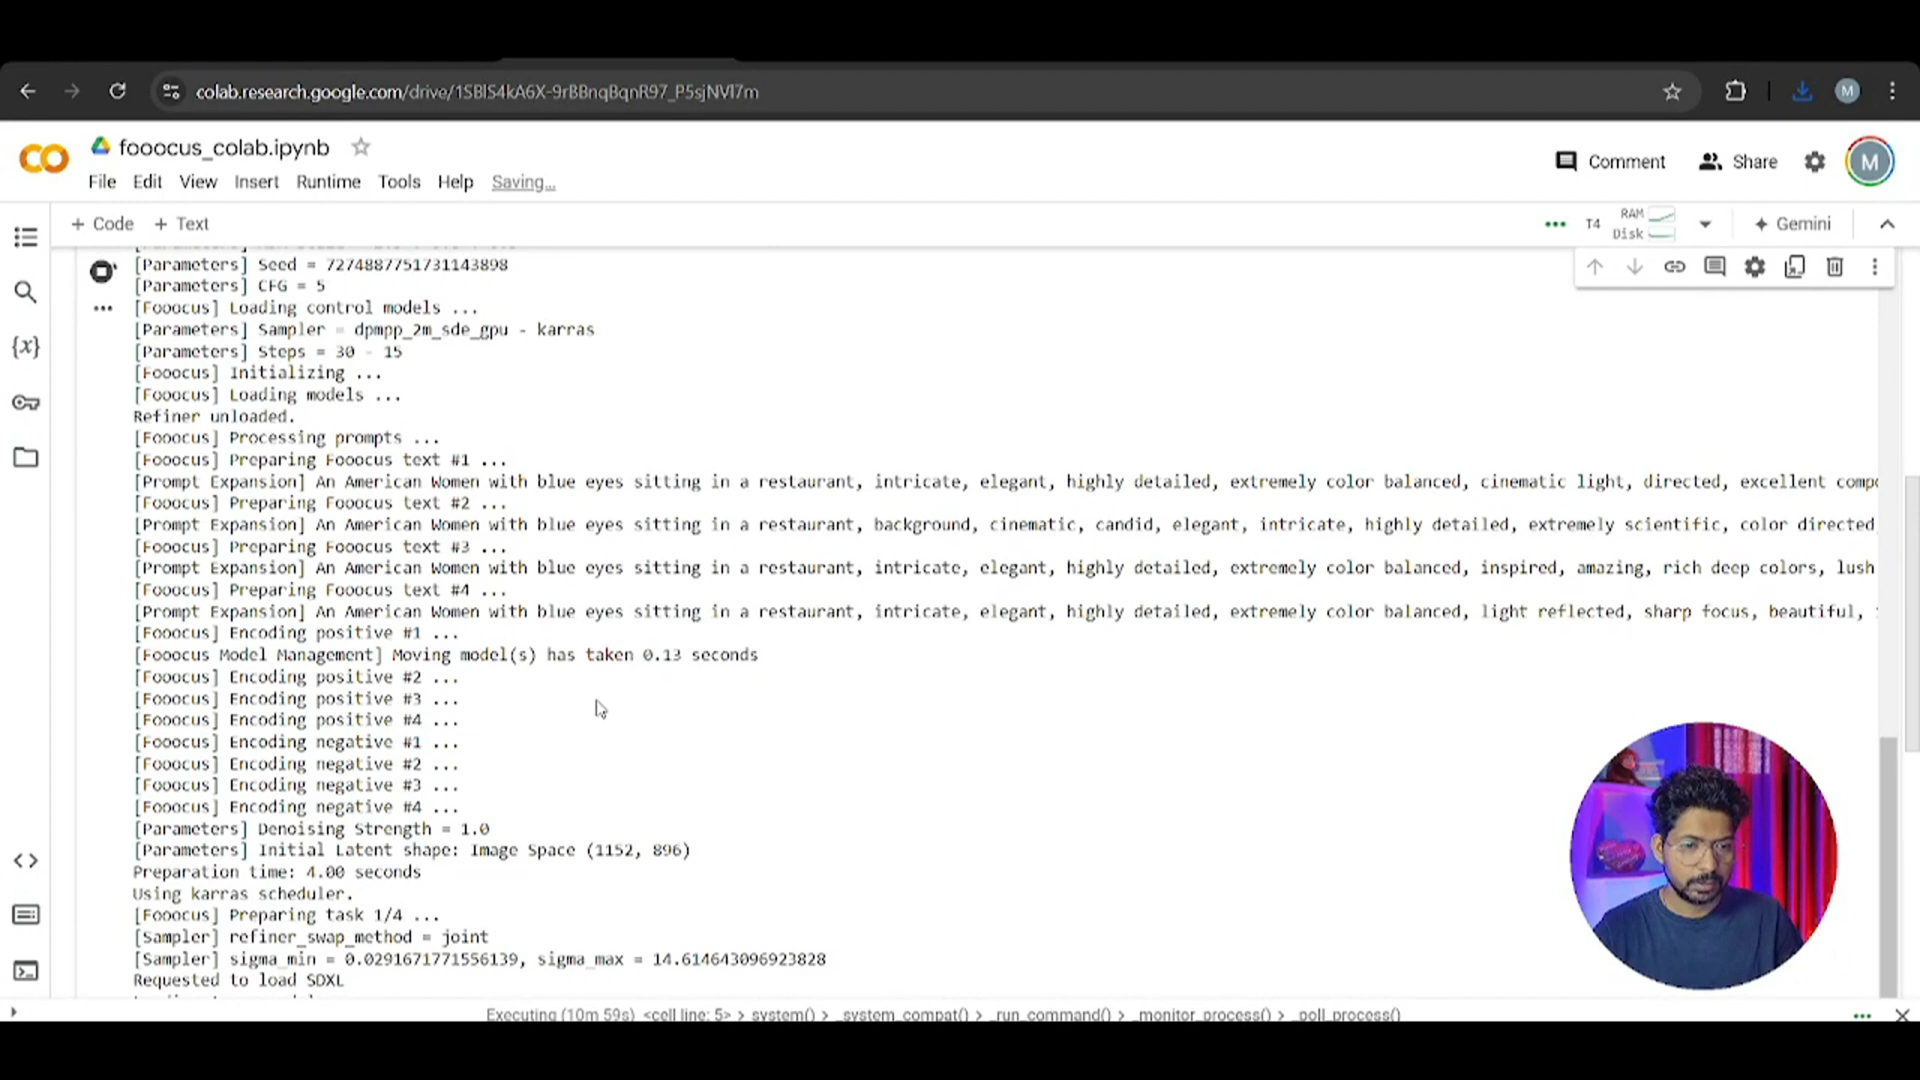 colab.research.google.com/drive/1SBlS4kA6X-9rBBnqBqnR97_P5sjNVl7m
M
fooocus_colab.ipynb
File Edit View Insert Runtime Tools Help Saving...
Comment Share M
+ Code + Text
T4 RAM Disk Gemini
[Parameters] Seed = 7274887751731143898
[Parameters] CFG = 5
[Fooocus] Loading control models ...
[Parameters] Sampler = dpmpp_2m_sde_gpu - karras
[Parameters] Steps = 30 - 15
[Fooocus] Initializing ...
[Fooocus] Loading models ...
Refiner unloaded.
[Fooocus] Processing prompts ...
[Fooocus] Preparing Fooocus text #1 ...
[Prompt Expansion] An American Women with blue eyes sitting in a restaurant, intricate, elegant, highly detailed, extremely color balanced, cinematic light, directed, excellent
[Fooocus] Preparing Fooocus text #2 ...
[Prompt Expansion] An American Women with blue eyes sitting in a restaurant, background, cinematic, candid, elegant, intricate, highly detailed, extremely scientific, color directed
[Fooocus] Preparing Fooocus text #3 ...
[Prompt Expansion] An American Women with blue eyes sitting in a restaurant, intricate, elegant, highly detailed, extremely color balanced, inspired, amazing, rich deep colors, lush
[Fooocus] Preparing Fooocus text #4 ...
[Prompt Expansion] An American Women with blue eyes sitting in a restaurant, intricate, elegant, highly detailed, extremely color balanced, light reflected, sharp focus, beautiful,
[Fooocus] Encoding positive #1 ...
[Fooocus Model Management] Moving model(s) has taken 0.13 seconds
[Fooocus] Encoding positive #2 ...
[Fooocus] Encoding positive #3 ...
[Fooocus] Encoding positive #4 ...
[Fooocus] Encoding negative #1 ...
[Fooocus] Encoding negative #2 ...
[Fooocus] Encoding negative #3 ...
[Fooocus] Encoding negative #4 ...
[Parameters] Denoising Strength = 1.0
[Parameters] Initial Latent shape: Image Space (1152, 896)
Preparation time: 4.00 seconds
Using karras scheduler.
[Fooocus] Preparing task 1/4 ...
[Sampler] refiner_swap_method = joint
[Sampler] sigma_min = 0.0291671771556139, sigma_max = 14.614643096923828
Requested to load SDXL
Executing (10m 59s) <cell line: 5> > system() > _system_compat() > _run_command() > _monitor_process() > _poll_process()